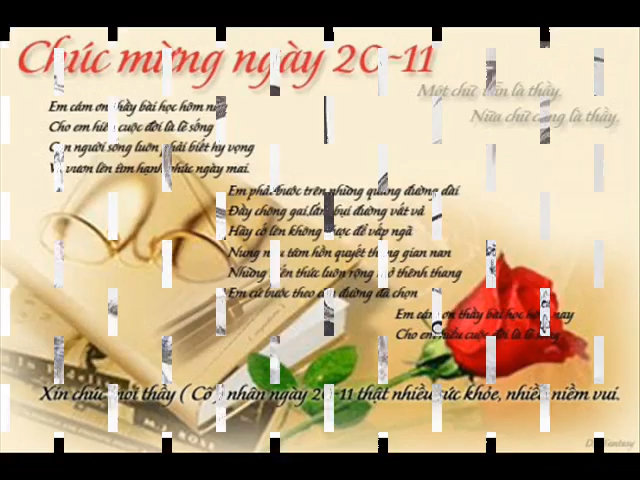 Chúc mừng ngày 20-11
Một chữ là thầy.
Nửa chữ cũng là thầy.
Em cám ơn thầy bài học hôm nay
Cho em hiểu cuộc đời là lẽ sống
Con người sống luôn phải biết hy vọng
Và vươn lên tìm hạnh phúc ngày mai.
Em phải bước trên những quãng đường dài
Đầy chông gai, bụi đường vất vả
Hãy cố lên không được để vấp ngã
Nung nấu tâm hồn quyết thắng gian nan
Những kiến thức luôn rộng mở thênh thang
Em cứ bước theo con đường đã chọn
Em cám ơn thầy bài học hôm nay
Cho em hiểu cuộc đời là lẽ sống
Xin chúc mọi thầy ( Cô ) nhân ngày 20-11 thật nhiều sức khỏe, nhiều niềm vui.
M.J. ROSE